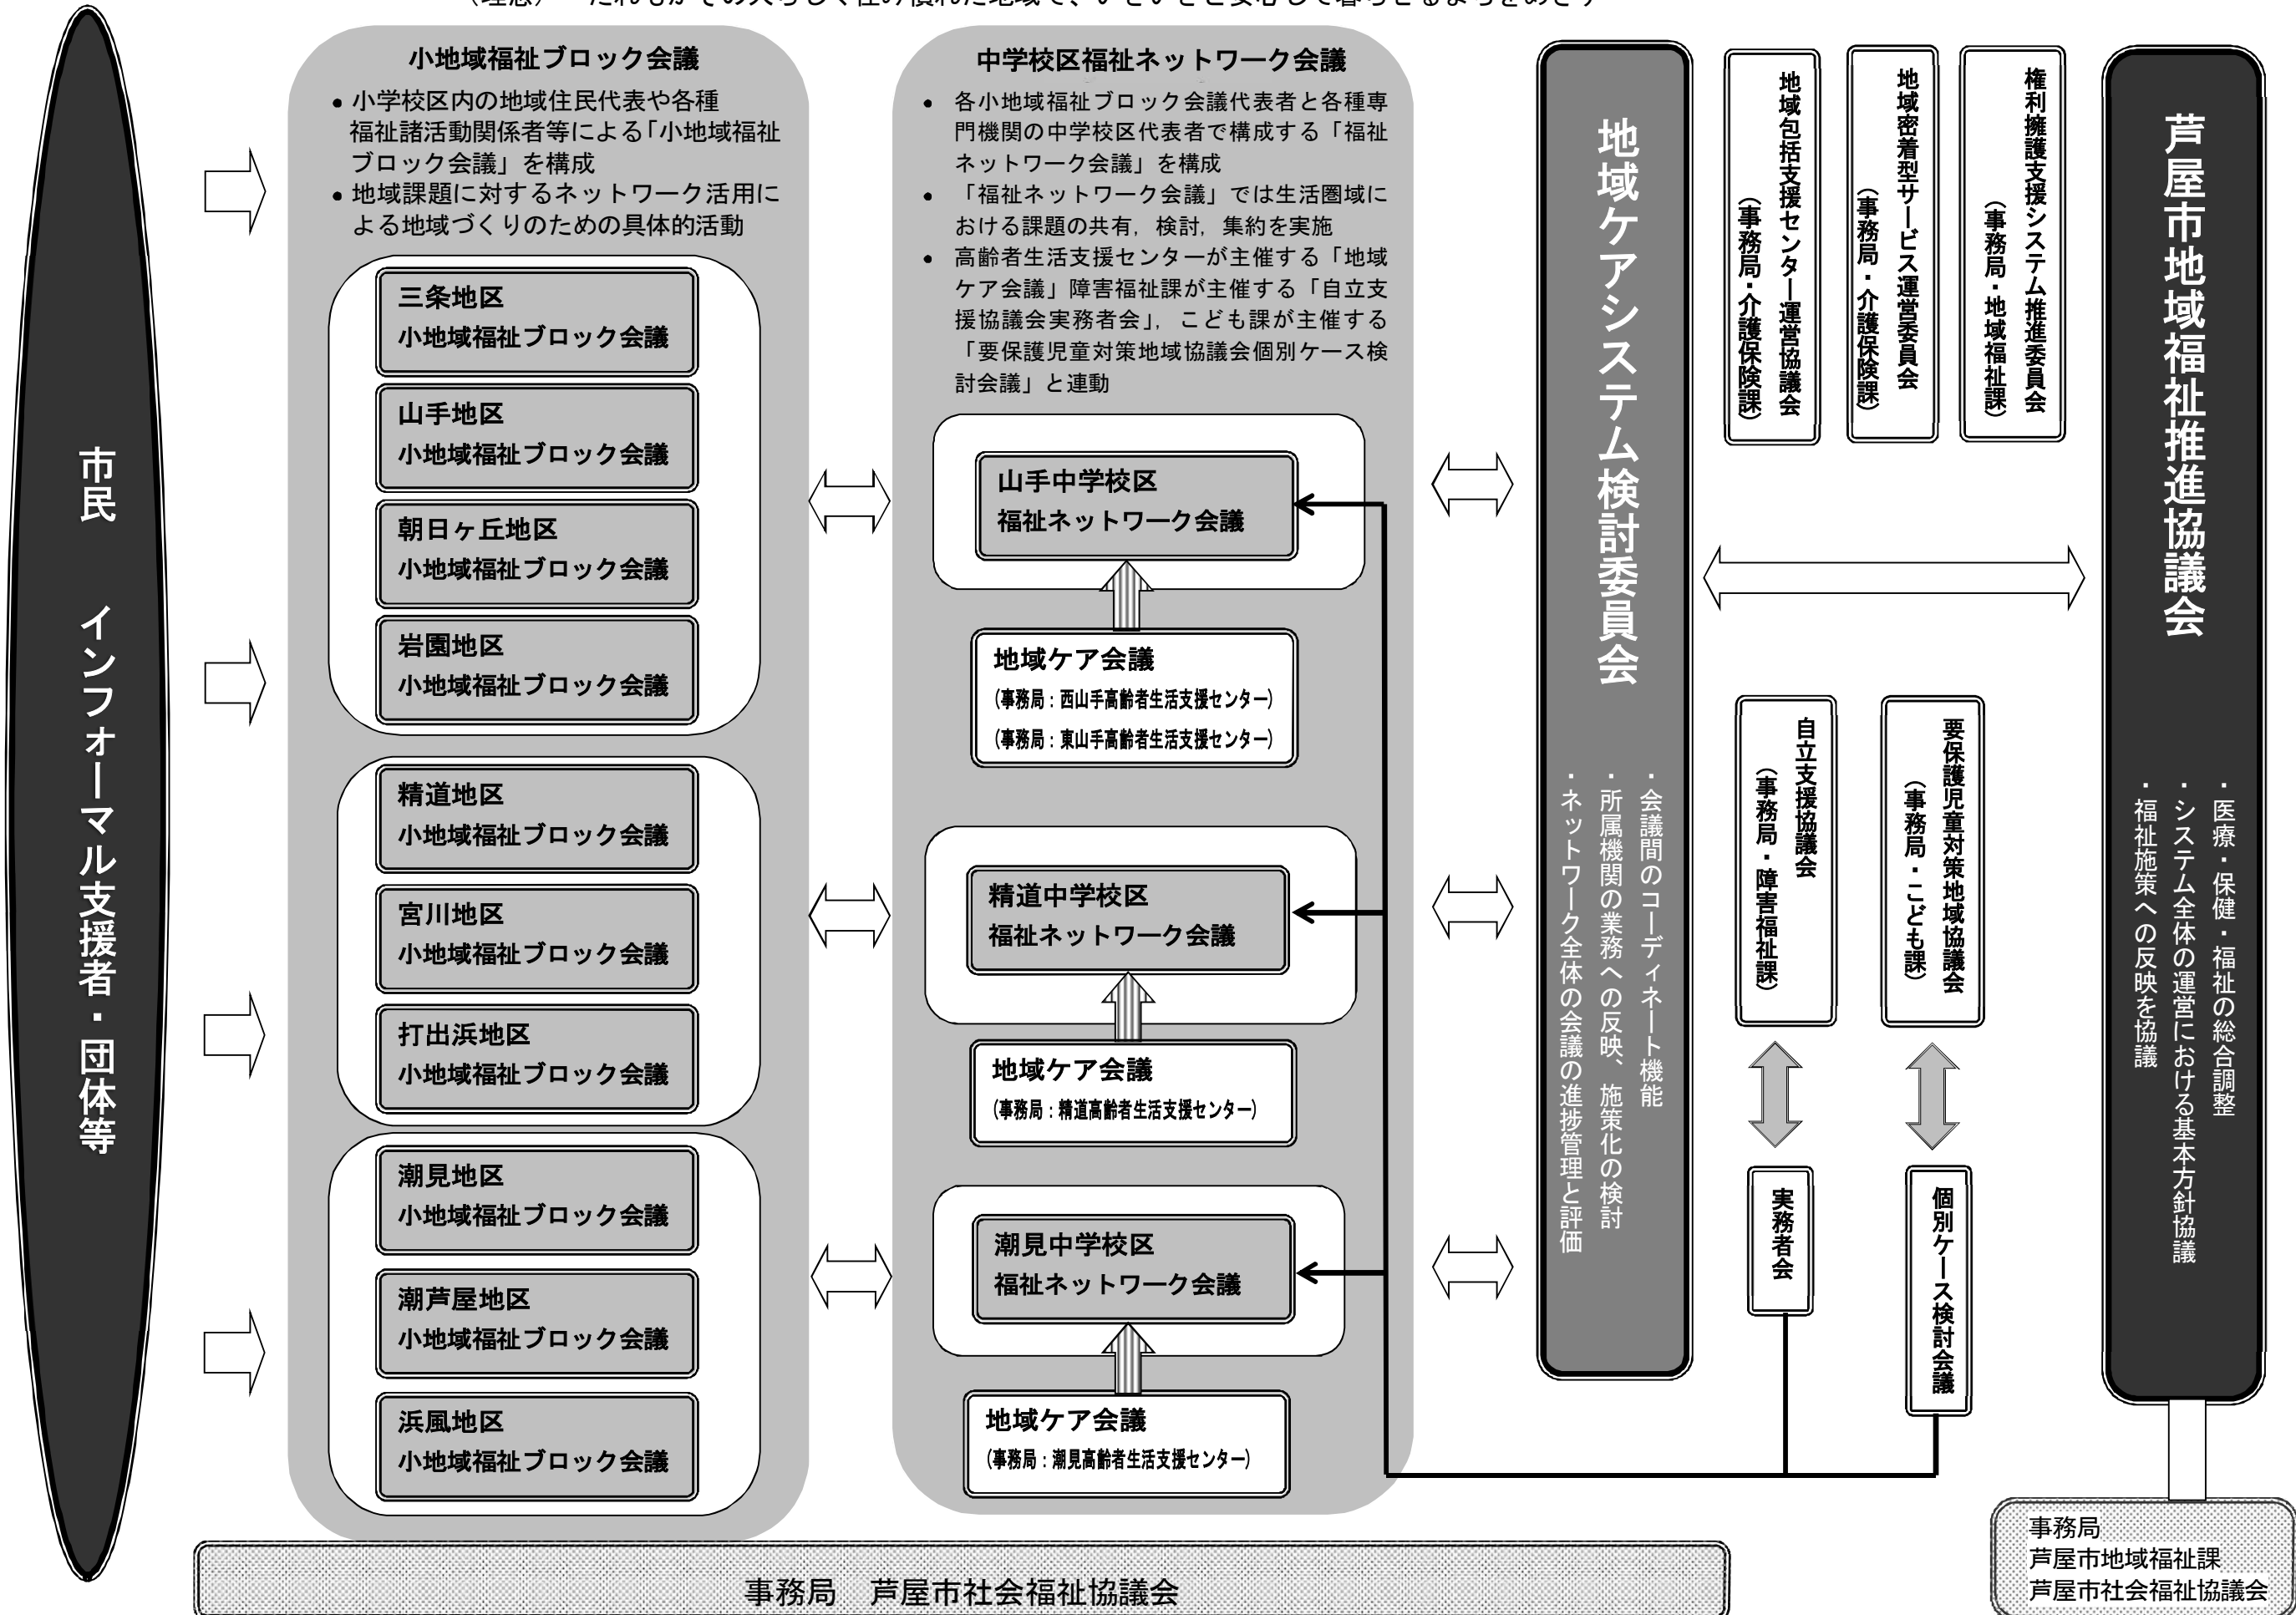 小地域福祉ブロック会議
• 小学校区内の地域住民代表や各種
福祉諸活動関係者等による「小地域福祉
ブロック会議」を構成
• 地域課題に対するネットワーク活用に
よる地域づくりのための具体的活動
三条地区
小地域福祉ブロック会議
山手地区
小地域福祉ブロック会議
朝日ヶ丘地区
小地域福祉ブロック会議
岩園地区
小地域福祉ブロック会議
精道地区
小地域福祉ブロック会議
宮川地区
小地域福祉ブロック会議
打出浜地区
小地域福祉ブロック会議
潮見地区
小地域福祉ブロック会議
潮芦屋地区
小地域福祉ブロック会議
浜風地区
小地域福祉ブロック会議
市民　インフォーマル支援者・団体等
中学校区福祉ネットワーク会議
• 各小地域福祉ブロック会議代表者と各種専
門機関の中学校区代表者で構成する「福祉
ネットワーク会議」を構成
• 「福祉ネットワーク会議」では生活圏域に
おける課題の共有，検討，集約を実施
• 高齢者生活支援センターが主催する「地域
ケア会議」障害福祉課が主催する「自立支
援協議会実務者会」，こども課が主催する
「要保護児童対策地域協議会個別ケース検
討会議」と連動
山手中学校区
福祉ネットワーク会議
地域ケア会議
(事務局：西山手高齢者生活支援センター)
(事務局：東山手高齢者生活支援センター)
精道中学校区
福祉ネットワーク会議
地域ケア会議
(事務局：精道高齢者生活支援センター)
潮見中学校区
福祉ネットワーク会議
地域ケア会議
(事務局：潮見高齢者生活支援センター)
地域ケアシステム検討委員会
・会議間のコーディネート機能
・所属機関の業務への反映、施策化の検討
・ネットワーク全体の会議の進捗管理と評価
地域包括支援センター運営協議会
（事務局・介護保険課）
地域密着型サービス運営委員会
（事務局・介護保険課）
権利擁護支援システム推進委員会
（事務局・地域福祉課）
自立支援協議会
（事務局・障害福祉課）
要保護児童対策地域協議会
（事務局・こども課）
実務者会
個別ケース検討会議
芦屋市地域福祉推進協議会
・医療・保健・福祉の総合調整
・システム全体の運営における基本方針協議
・福祉施策への反映を協議
事務局　芦屋市社会福祉協議会
事務局
芦屋市地域福祉課
芦屋市社会福祉協議会